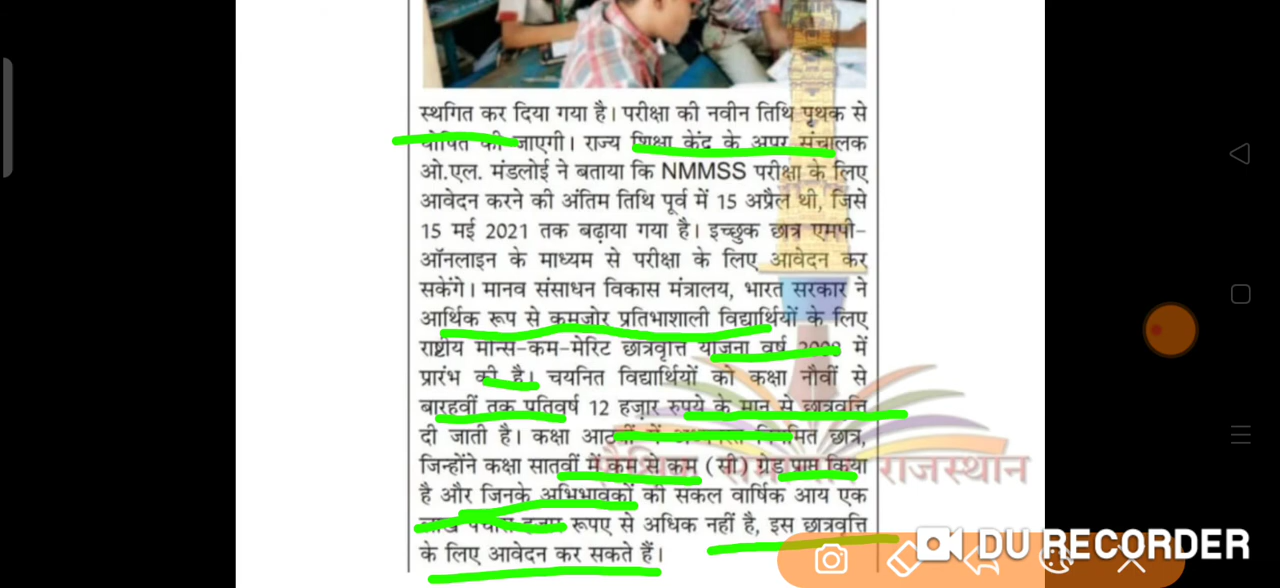 स्थगित कर दिया गया है। परीक्षा की नवीन तिथि पृथक से
घोषित की जाएगी। राज्य शिक्षा केंद्र के अपर संचालक
ओ.एल. मंडलोई ने बताया कि NMMSS परीक्षा के लिए
आवेदन करने की अंतिम तिथि पूर्व में 15 अप्रैल थी, जिसे
15 मई 2021 तक बढ़ाया गया है। इच्छुक छात्र एमपी-
ऑनलाइन के माध्यम से परीक्षा के लिए आवेदन कर
सकेंगे। मानव संसाधन विकास मंत्रालय, भारत सरकार ने
आर्थिक रूप से कमजोर प्रतिभाशाली विद्यार्थियों के लिए
राष्ट्रीय मीन्स-कम-मेरिट छात्रवृत्ति योजना वर्ष में
प्रारंभ की है। चयनित विद्यार्थियों को कक्षा नौवीं से
बारहवीं तक प्रतिवर्ष 12 हज़ार रुपये के मान से छात्रवृत्ति
दी जाती है। कक्षा आठवीं में छात्र,
जिन्होंने कक्षा सातवीं में कम से कम (सी) ग्रेड प्राप्त किया
है और जिनके अभिभावकों की सकल वार्षिक आय एक
लाख पचास हजार रूपए से अधिक नहीं है, इस छात्रवृत्ति
के लिए आवेदन कर सकते हैं।
शैक्षिक राजस्थान
DU RECORDER